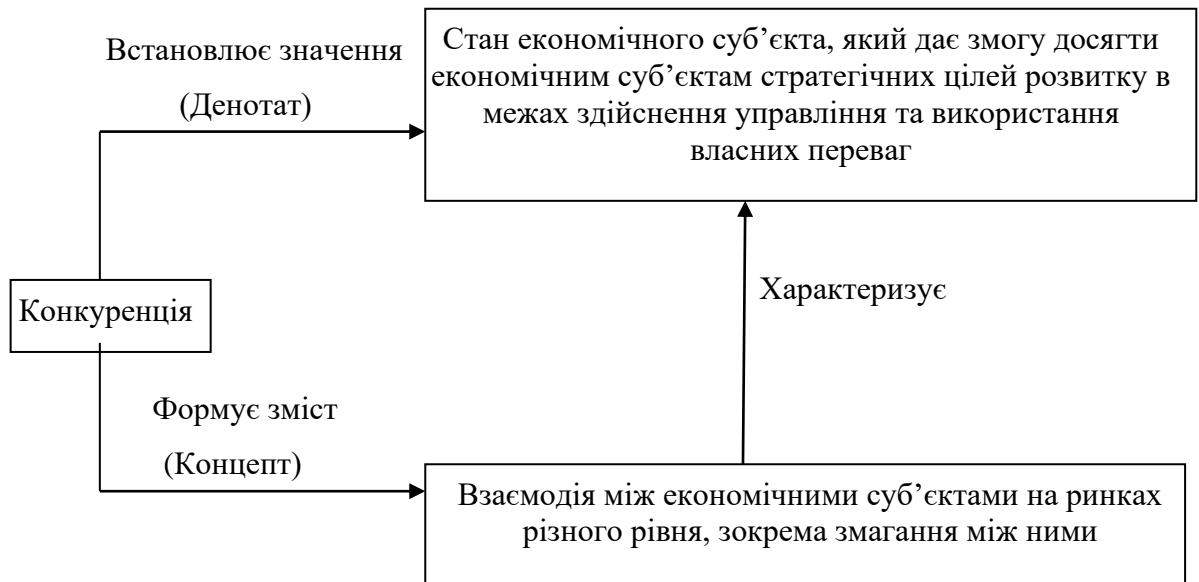 Встановлює значення
(Денотат)
Стан економічного суб’єкта, який дає змогу досягти
економічним суб’єктам стратегічних цілей розвитку в
межах здійснення управління та використання
власних переваг
Конкуренція
Характеризує
Формує зміст
(Концепт)
Взаємодія між економічними суб’єктами на ринках
різного рівня, зокрема змагання між ними